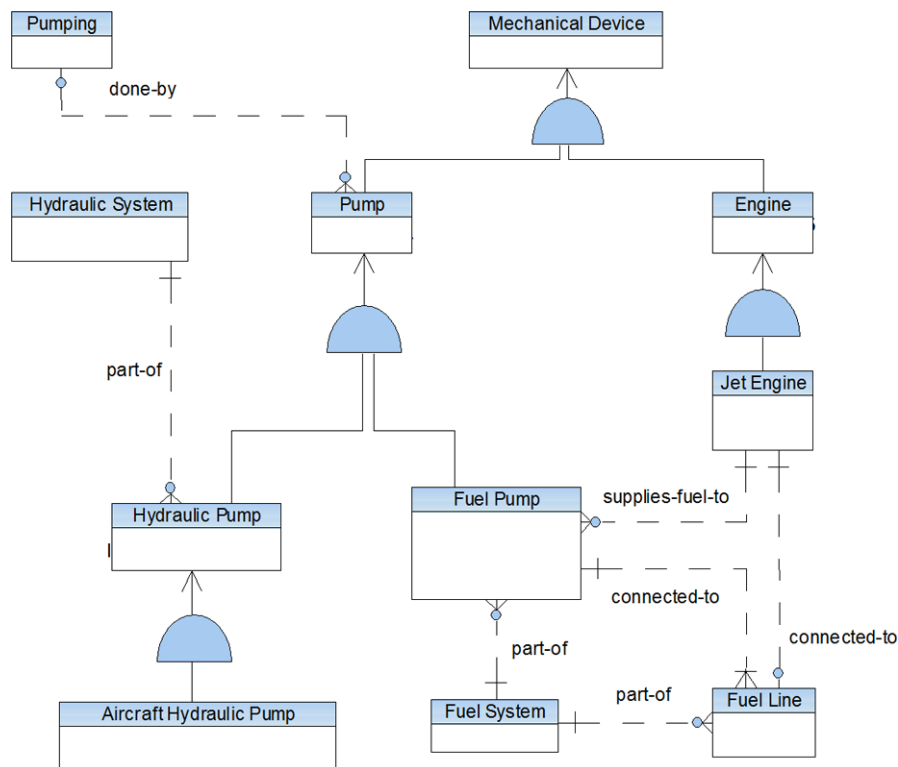 Pumping
Mechanical Device
done-by
Hydraulic System
Pump
Engine
part-of
Jet Engine
Fuel Pump
supplies-fuel-to
Hydraulic Pump
connected-to
connected-to
part-of
part-of
Aircraft Hydraulic Pump
Fuel System
Fuel Line